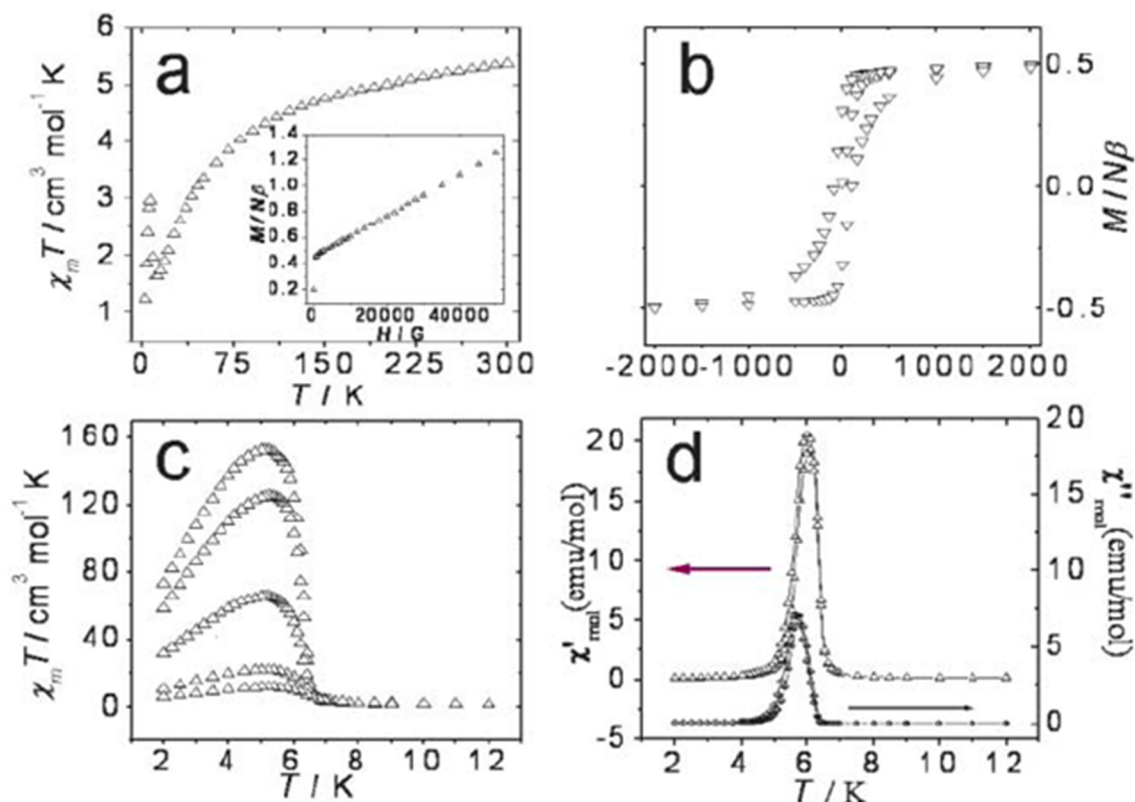 a
χₘT / cm³ mol⁻¹ K
6
5
4
3
2
1
0 75 150 225 300
T / K
M/Nβ
1.4
1.2
1.0
0.8
0.6
0.4
0.2
0 20000 40000
H / G
b
0.5
0.0
-0.5
M / Nβ
-2000 -1000 0 1000 2000
c
χₘT / cm³ mol⁻¹ K
160
120
80
40
0
2 4 6 8 10 12
T / K
d
χ'mol(emu/mol)
20
15
10
5
0
-5
20
15
10
5
0
χ''mol(emu/mol)
2 4 6 8 10 12
T / K